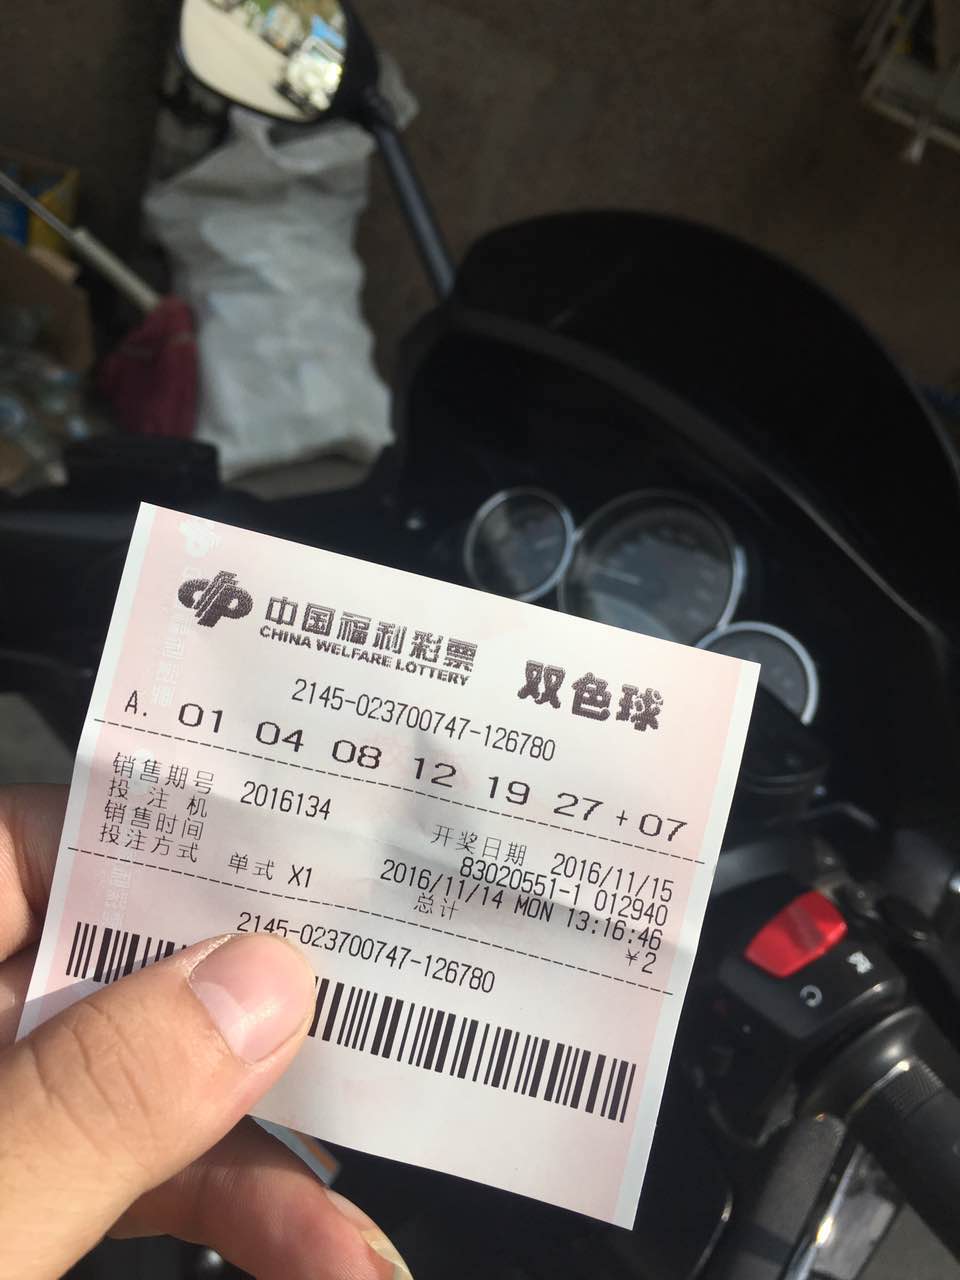 中国福利彩票
CHINA WELFARE LOTTERY
双色球
2145-023700747-126780
A. 01 04 08 12 19 27 + 07
销售期号 2016134 开奖日期 2016/11/15
投注机 83020551-1 012940
销售时间 2016/11/14 MON 13:16:46
投注方式 单式 X1 总计 ¥2
2145-023700747-126780